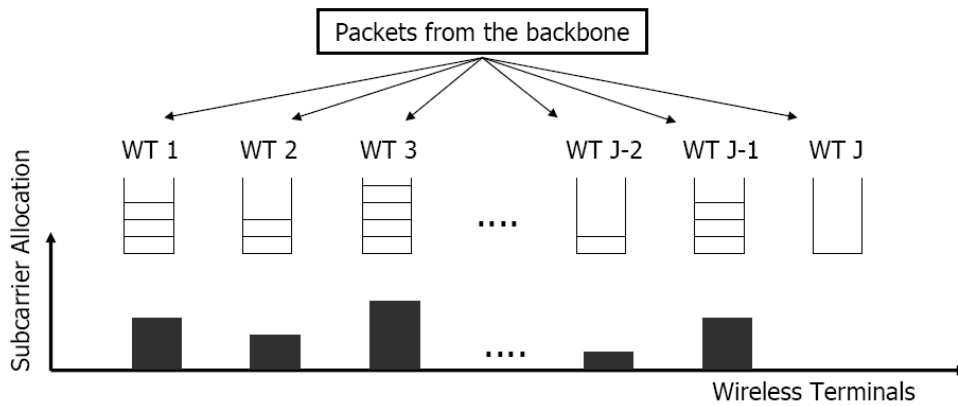 Packets from the backbone
WT 1 WT 2 WT 3 WT J-2 WT J-1 WT J
....
Subcarrier Allocation
....
Wireless Terminals